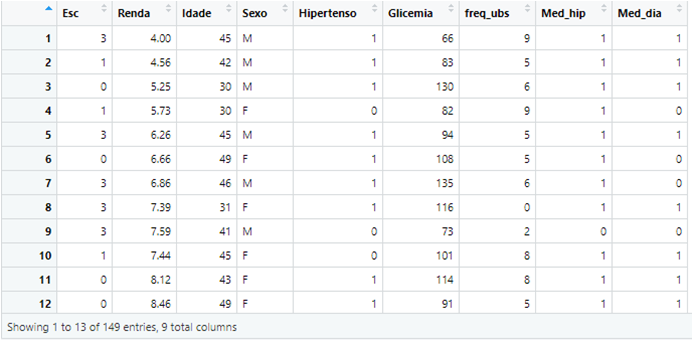 Esc Renda Idade Sexo Hipertenso Glicemia freq_ubs Med_hip Med_dia
1 3 4.00 45 M 1 66 9 1 1
2 1 4.56 42 M 1 83 5 1 1
3 0 5.25 30 M 1 130 6 1 1
4 1 5.73 30 F 0 82 9 1 0
5 3 6.26 45 M 1 94 5 1 1
6 0 6.66 49 F 1 108 5 1 0
7 3 6.86 46 M 1 135 6 1 0
8 3 7.39 31 F 1 116 0 1 1
9 3 7.59 41 M 0 73 2 0 0
10 1 7.44 45 F 0 101 8 1 1
11 0 8.12 43 F 1 114 8 1 1
12 0 8.46 49 F 1 91 5 1 1
Showing 1 to 13 of 149 entries, 9 total columns